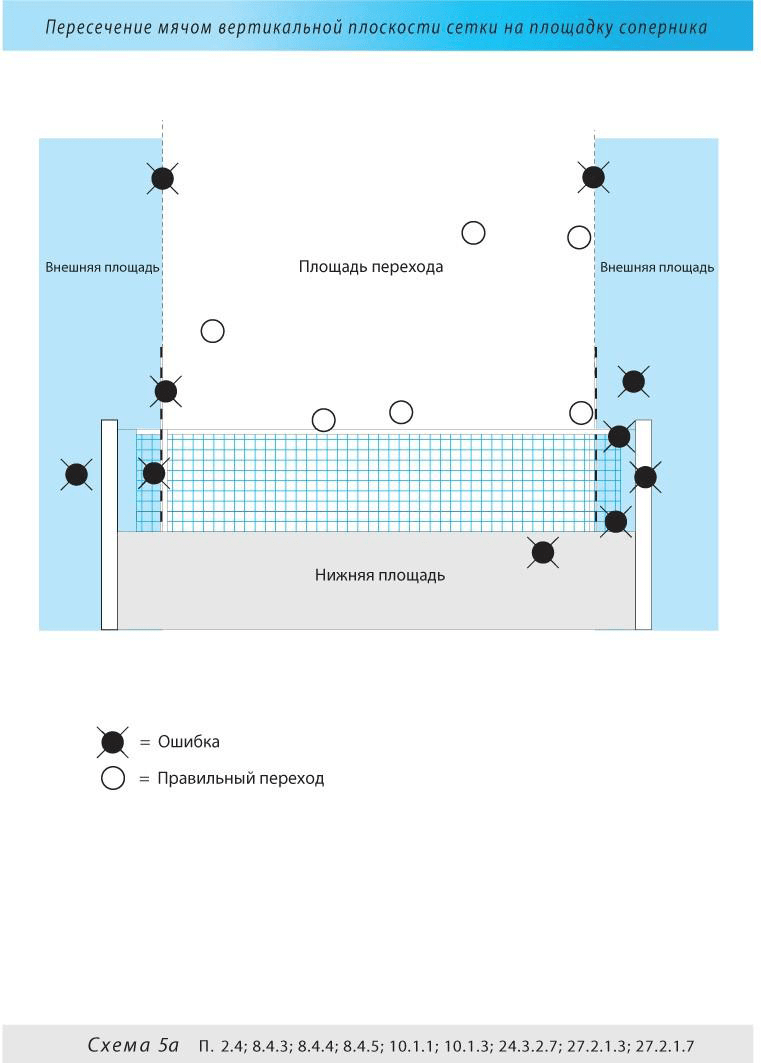 Пересечение мячом вертикальной плоскости сетки на площадку соперника
Внешняя площадь
Площадь перехода
Внешняя площадь
Нижняя площадь
= Ошибка
= Правильный переход
Схема 5а П. 2.4; 8.4.3; 8.4.4; 8.4.5; 10.1.1; 10.1.3; 24.3.2.7; 27.2.1.3; 27.2.1.7